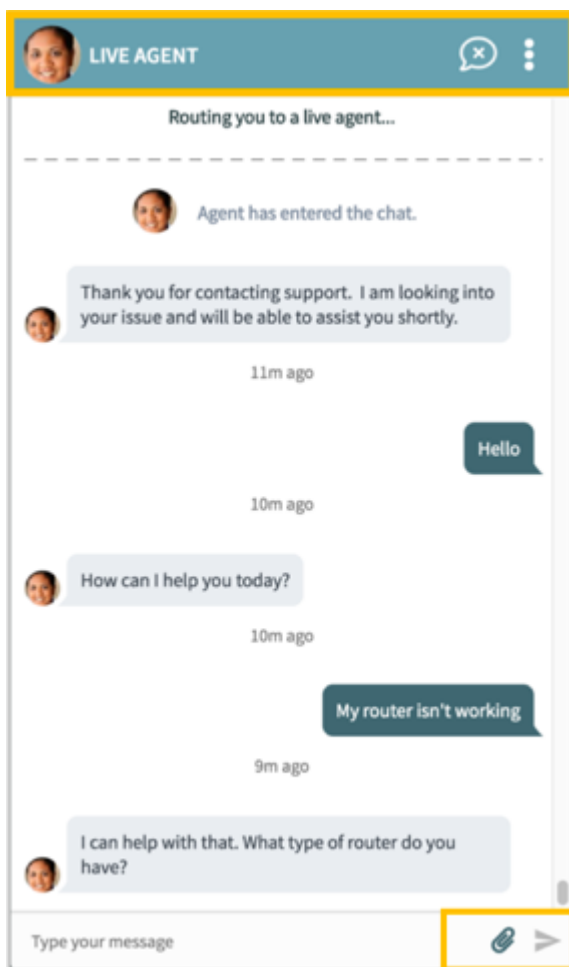 LIVE AGENT
Routing you to a live agent...
Agent has entered the chat.
Thank you for contacting support. I am looking into
your issue and will be able to assist you shortly.
11m ago
Hello
10m ago
How can I help you today?
10m ago
My router isn't working
9m ago
I can help with that. What type of router do you
have?
Type your message